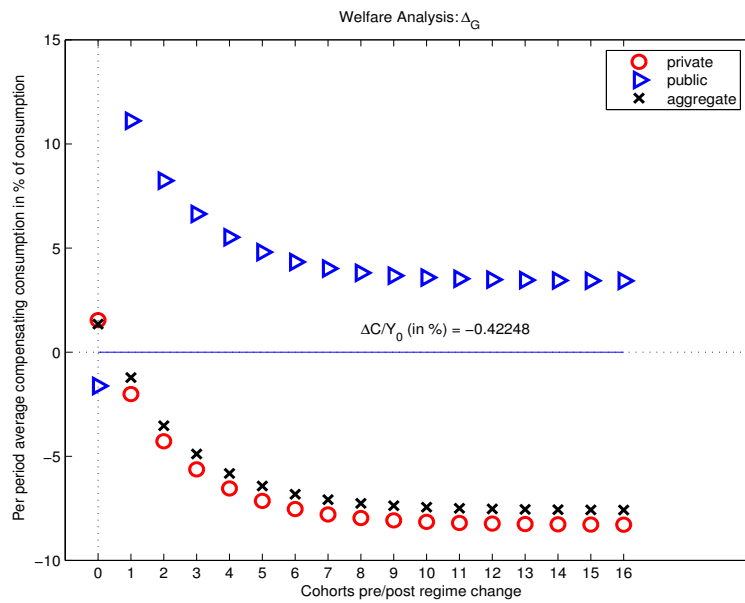 Welfare Analysis: Δ_G
Per period average compensating consumption in % of consumption
15
10
5
0
−5
−10
private
public
aggregate
ΔC/Y_0 (in %) = −0.42248
0 1 2 3 4 5 6 7 8 9 10 11 12 13 14 15 16
Cohorts pre/post regime change